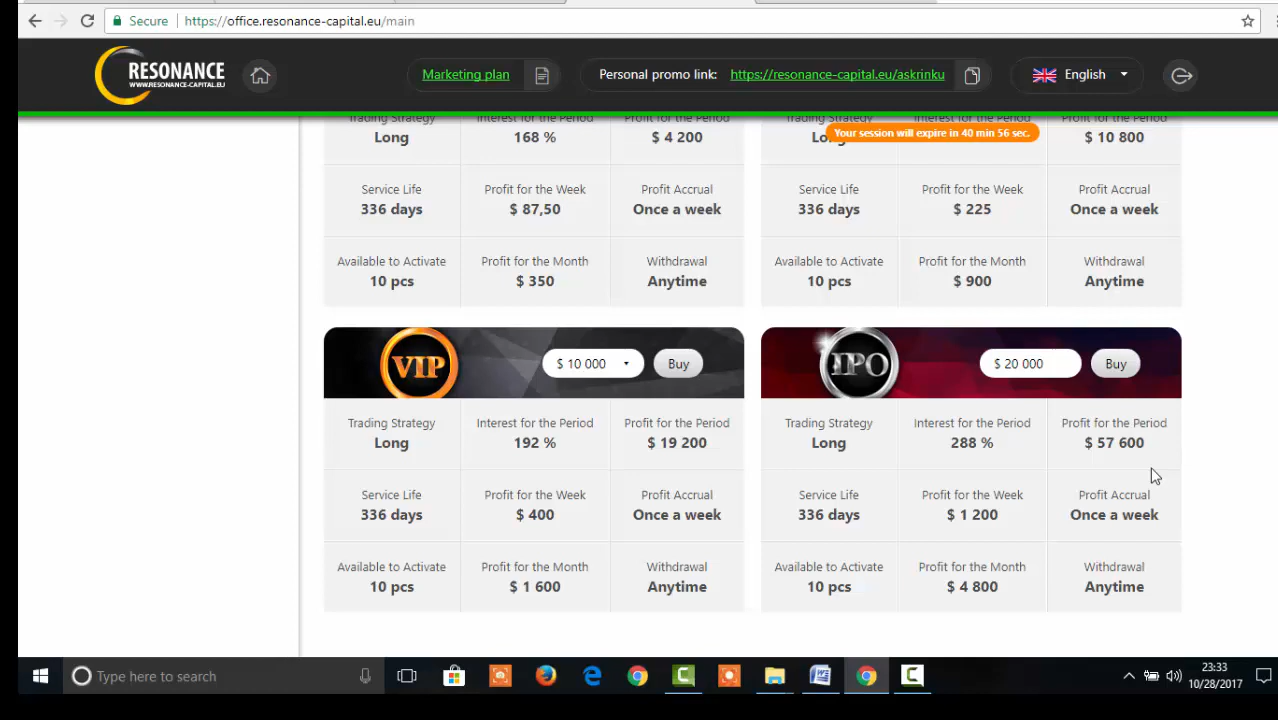 Secure
https://office.resonance-capital.eu/main
RESONANCE
WWW.RESONANCE-CAPITAL.EU
Marketing plan
Personal promo link: https://resonance-capital.eu/askrinku
English
Trading Strategy Interest for the Period Profit for the Period
Long 168 % $ 4 200
Service Life Profit for the Week Profit Accrual
336 days $ 87,50 Once a week
Available to Activate Profit for the Month Withdrawal
10 pcs $ 350 Anytime
Your session will expire in 40 min 56 sec.
Trading Strategy Profit for the Period
$ 10 800
Service Life Profit for the Week Profit Accrual
336 days $ 225 Once a week
Available to Activate Profit for the Month Withdrawal
10 pcs $ 900 Anytime
VIP $ 10 000 Buy
Trading Strategy Interest for the Period Profit for the Period
Long 192 % $ 19 200
Service Life Profit for the Week Profit Accrual
336 days $ 400 Once a week
Available to Activate Profit for the Month Withdrawal
10 pcs $ 1 600 Anytime
IPO $ 20 000 Buy
Trading Strategy Interest for the Period Profit for the Period
Long 288 % $ 57 600
Service Life Profit for the Week Profit Accrual
336 days $ 1 200 Once a week
Available to Activate Profit for the Month Withdrawal
10 pcs $ 4 800 Anytime
Type here to search
23:33
10/28/2017